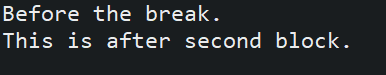 Before the break.
This is after second block.